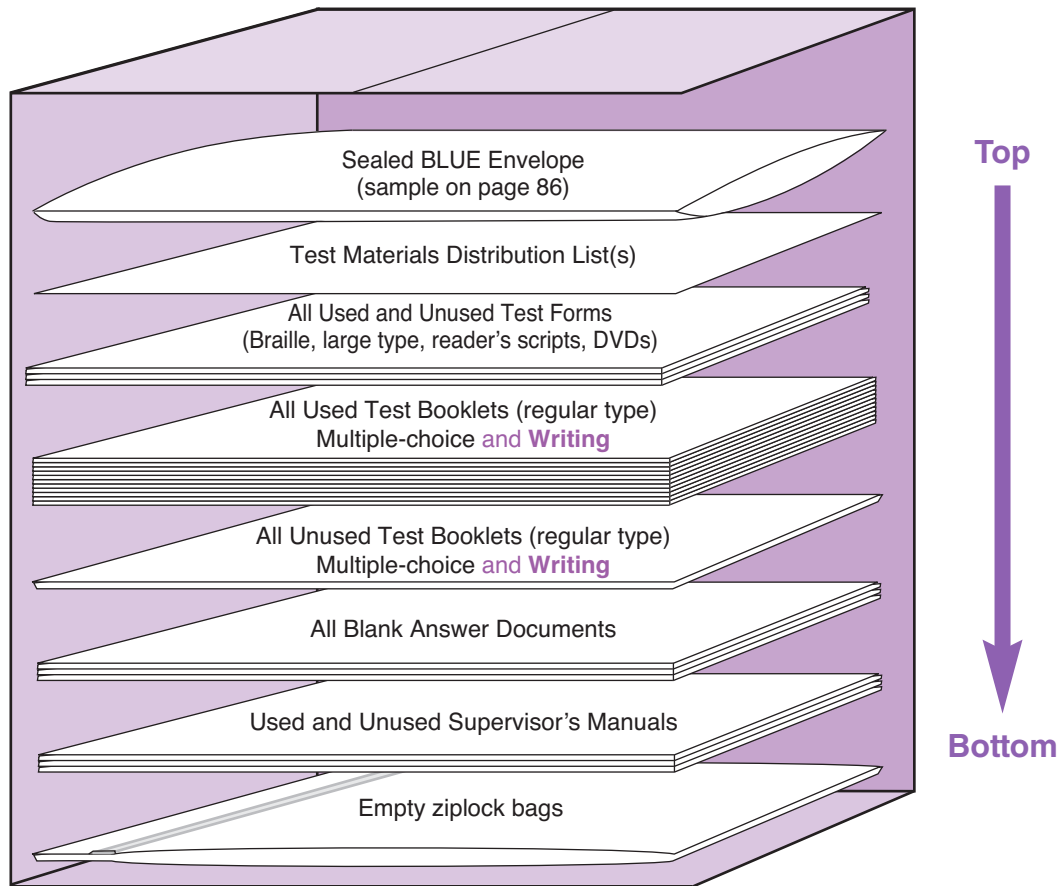 Sealed BLUE Envelope
(sample on page 86)
Top
Test Materials Distribution List(s)
All Used and Unused Test Forms
(Braille, large type, reader’s scripts, DVDs)
All Used Test Booklets (regular type)
Multiple-choice and Writing
All Unused Test Booklets (regular type)
Multiple-choice and Writing
All Blank Answer Documents
Used and Unused Supervisor’s Manuals
Bottom
Empty ziplock bags